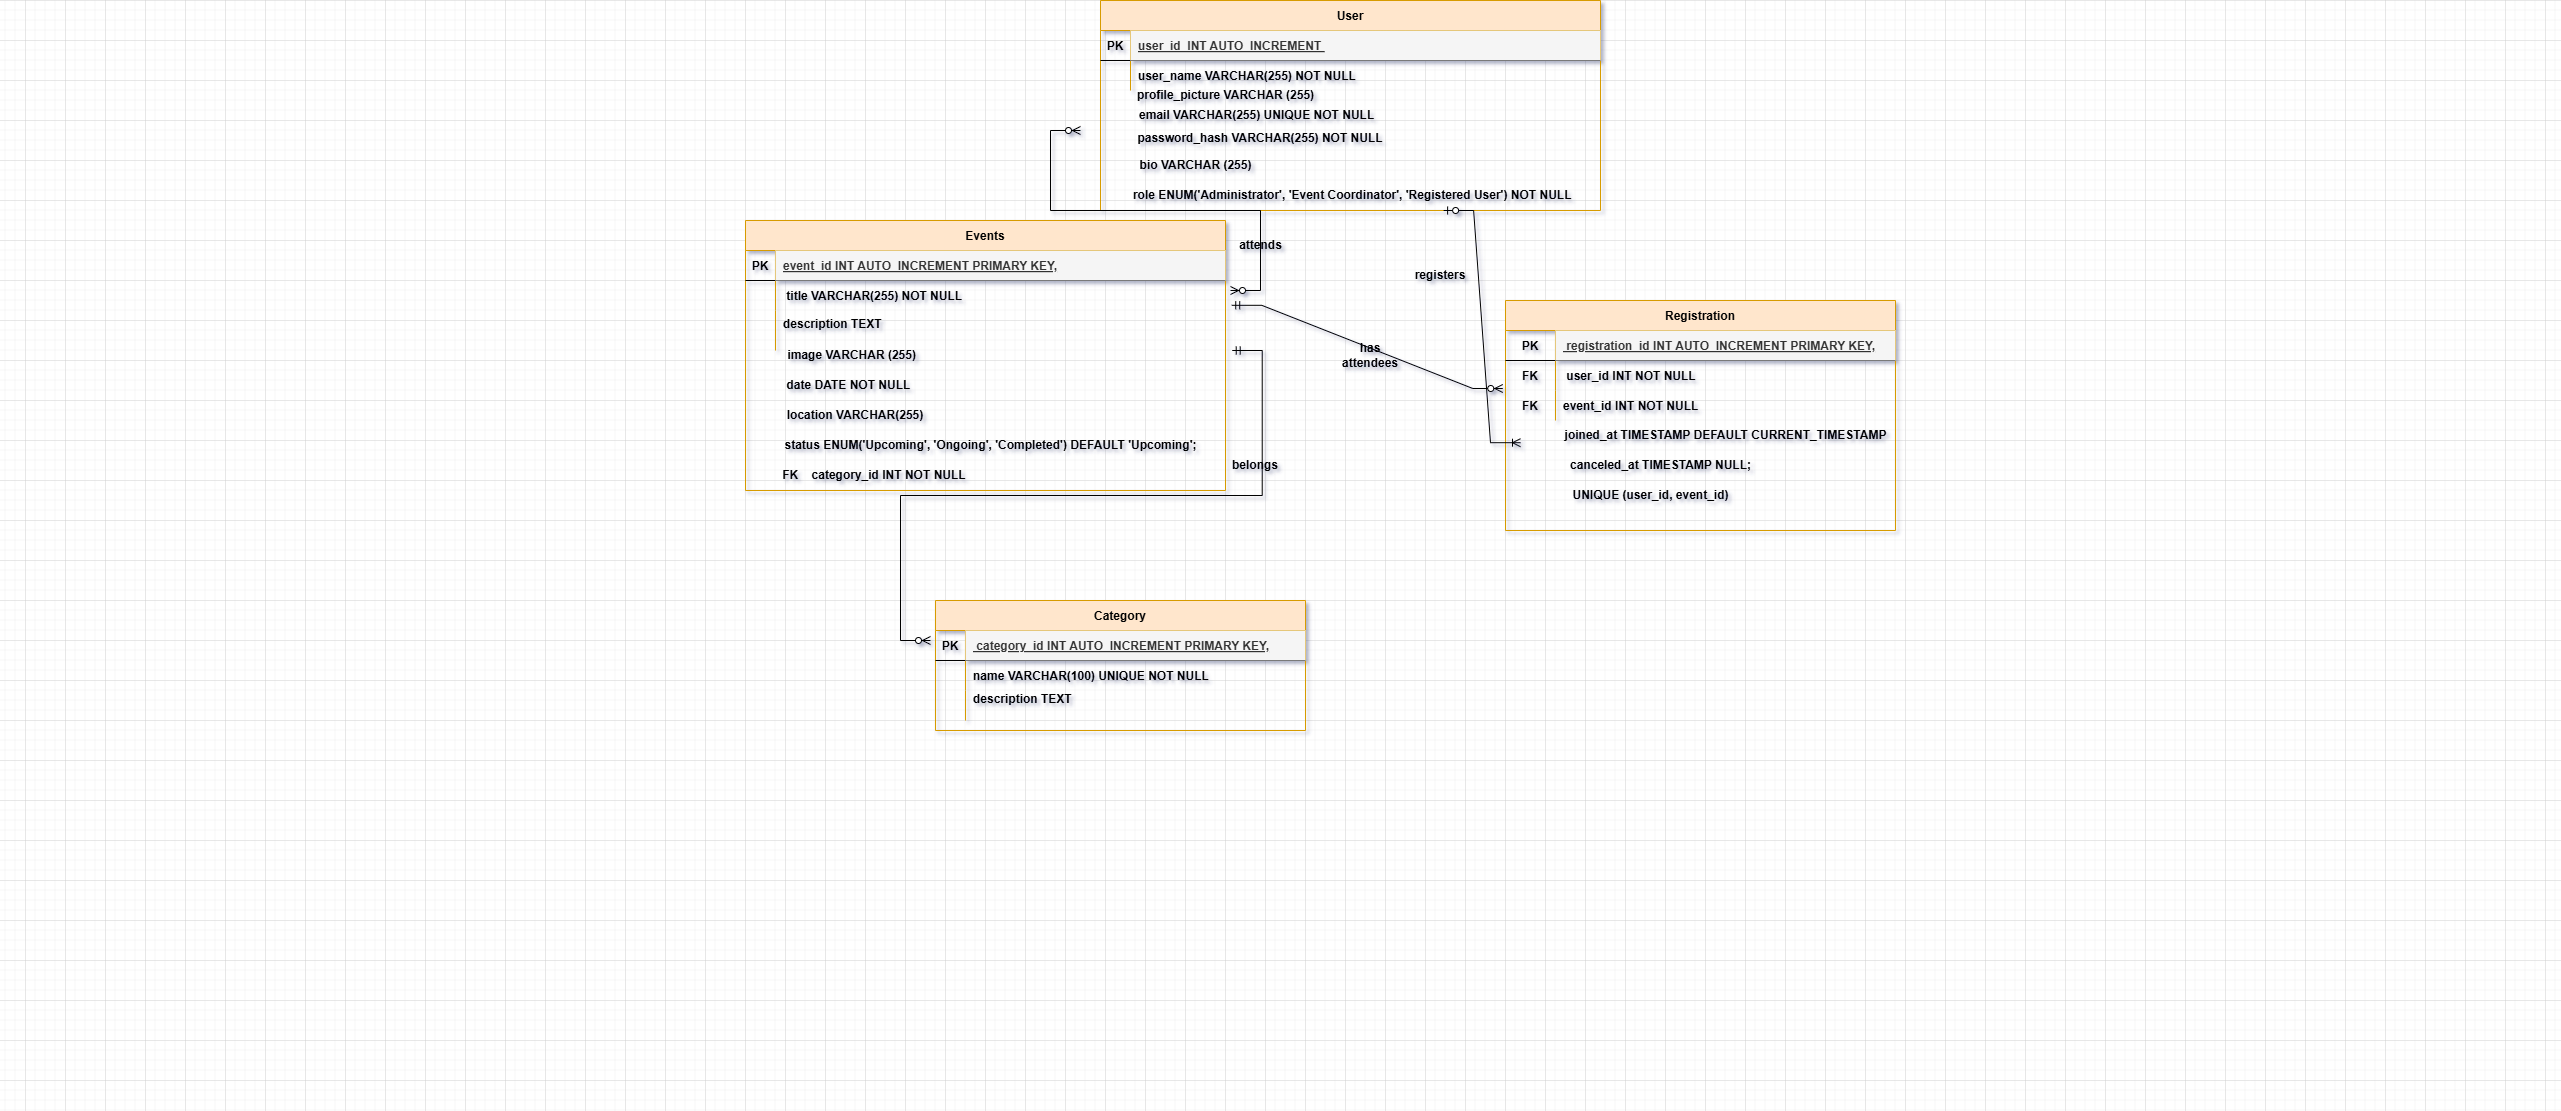 User
PK user_id INT AUTO_INCREMENT
user_name VARCHAR(255) NOT NULL
profile_picture VARCHAR (255)
email VARCHAR(255) UNIQUE NOT NULL
password_hash VARCHAR(255) NOT NULL
bio VARCHAR (255)
role ENUM('Administrator', 'Event Coordinator', 'Registered User') NOT NULL
Events
PK event_id INT AUTO_INCREMENT PRIMARY KEY,
title VARCHAR(255) NOT NULL
description TEXT
image VARCHAR (255)
date DATE NOT NULL
location VARCHAR(255)
status ENUM('Upcoming', 'Ongoing', 'Completed') DEFAULT 'Upcoming';
FK category_id INT NOT NULL
attends
registers
has
attendees
belongs
Registration
PK registration_id INT AUTO_INCREMENT PRIMARY KEY,
FK user_id INT NOT NULL
FK event_id INT NOT NULL
joined_at TIMESTAMP DEFAULT CURRENT_TIMESTAMP
canceled_at TIMESTAMP NULL;
UNIQUE (user_id, event_id)
Category
PK category_id INT AUTO_INCREMENT PRIMARY KEY,
name VARCHAR(100) UNIQUE NOT NULL
description TEXT